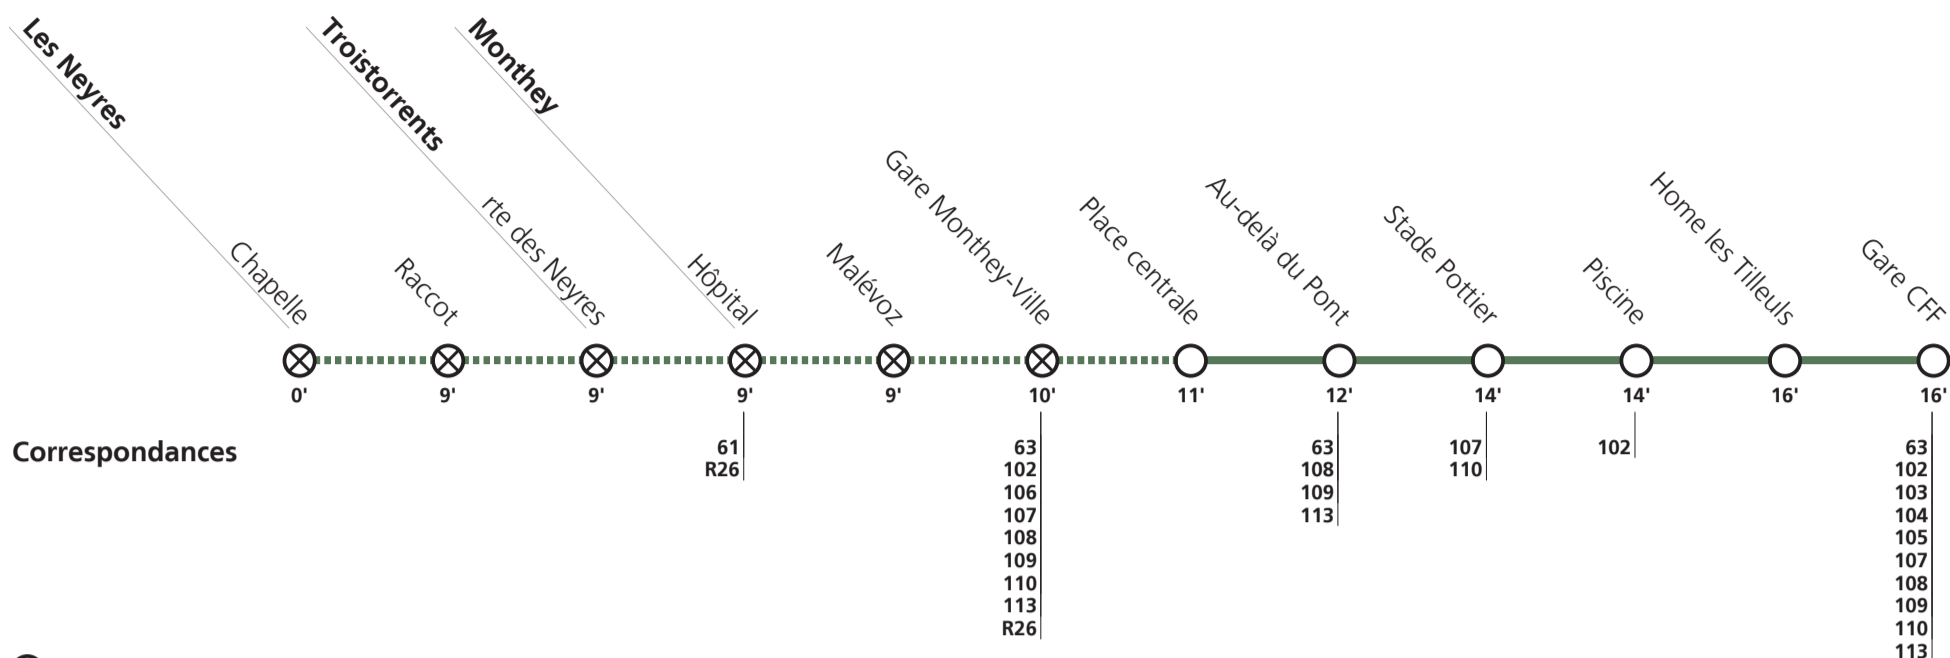 Les Neyres
Troistorrents
Monthey
Chapelle
Raccot
rte des Neyres
Hôpital
Malévoz
Gare Monthey-Ville
Place centrale
Au-delà du Pont
Stade Pottier
Piscine
Home les Tilleuls
Gare CFF
0' 9' 9' 9' 9' 10' 11' 12' 14' 14' 16' 16'
Correspondances
61
R26
63
102
106
107
108
109
110
113
R26
63
108
109
113
107
110
102
63
102
103
104
105
107
108
109
110
113